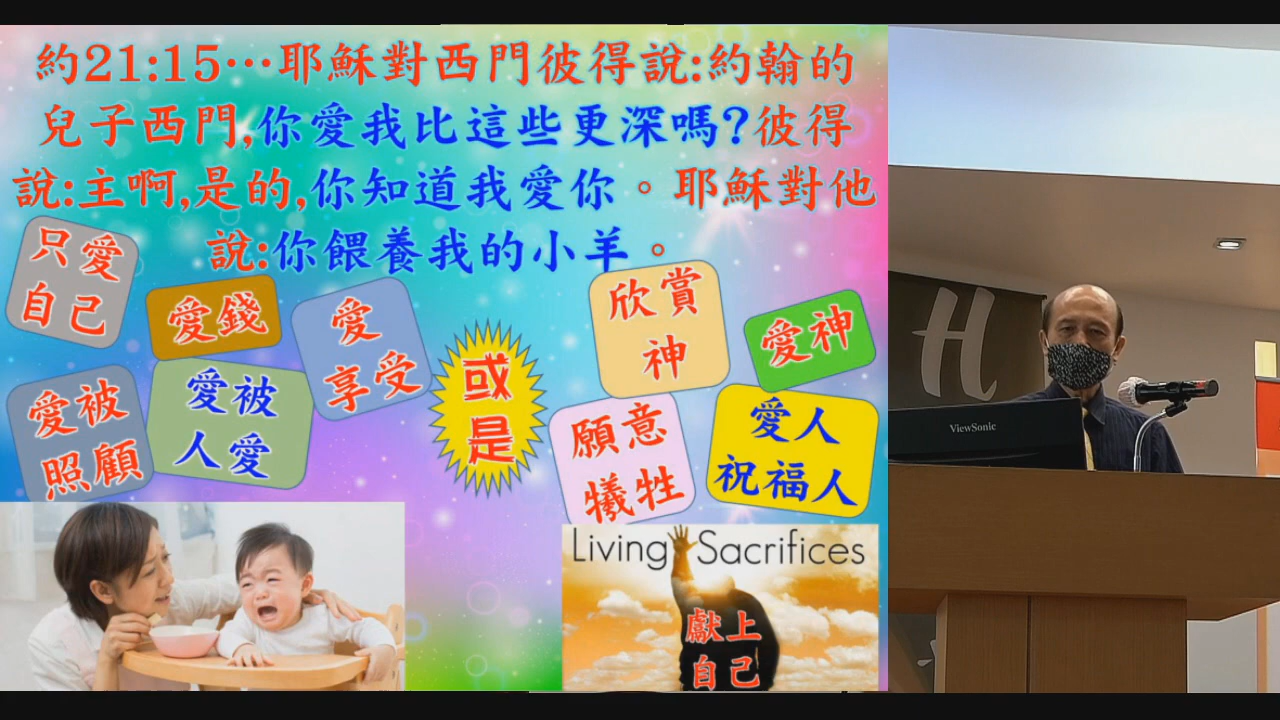 約21:15…耶穌對西門彼得說:約翰的
兒子西門,你愛我比這些更深嗎?彼得
說:主啊,是的,你知道我愛你。耶穌對他
說:你餵養我的小羊。
只愛
自己
愛錢
愛
享受
愛被
照顧
愛被
人愛
或
是
欣賞
神
愛神
願意
犧牲
愛人
祝福人
Living Sacrifices
獻上
自己
H
ViewSonic